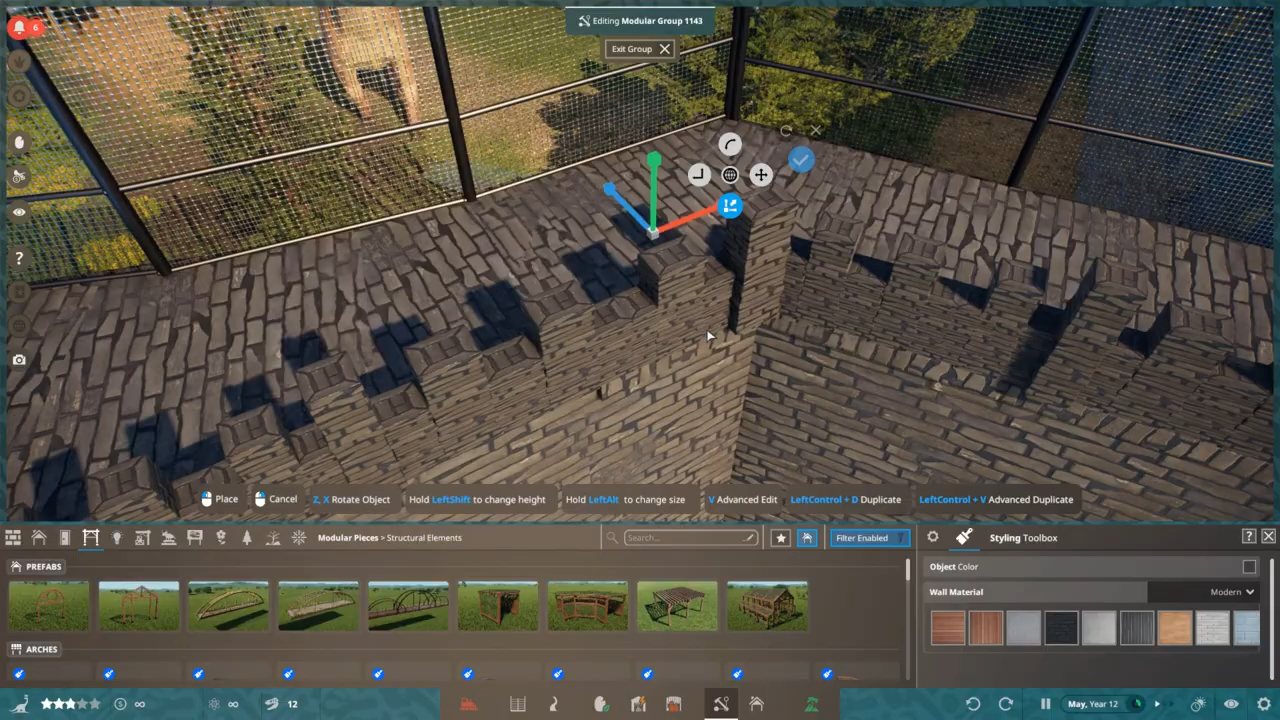 6
Editing Modular Group 1143
Exit Group
?
Place
Cancel
Z, X Rotate Object
Hold LeftShift to change height
Hold LeftAlt to change size
V Advanced Edit
LeftControl + D Duplicate
LeftControl + V Advanced Duplicate
Modular Pieces > Structural Elements
Search...
Filter Enabled
Styling Toolbox
?
PREFABS
Object Color
Wall Material
Modern
ARCHES
∞
∞
12
May, Year 12